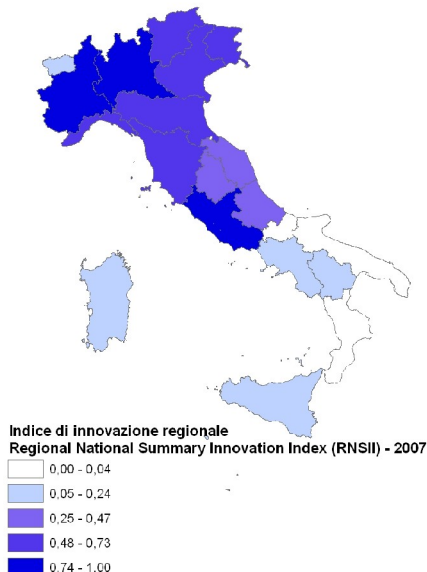 Indice di innovazione regionale
Regional National Summary Innovation Index (RNSII) - 2007
0,00 - 0,04
0,05 - 0,24
0,25 - 0,47
0,48 - 0,73
0,74 - 1,00